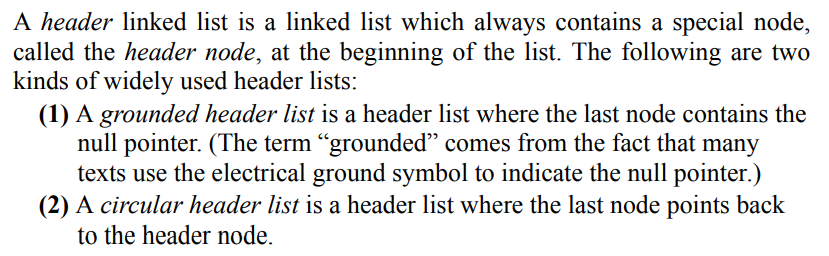 A header linked list is a linked list which always contains a special node,
called the header node, at the beginning of the list. The following are two
kinds of widely used header lists:
(1) A grounded header list is a header list where the last node contains the
null pointer. (The term “grounded” comes from the fact that many
texts use the electrical ground symbol to indicate the null pointer.)
(2) A circular header list is a header list where the last node points back
to the header node.